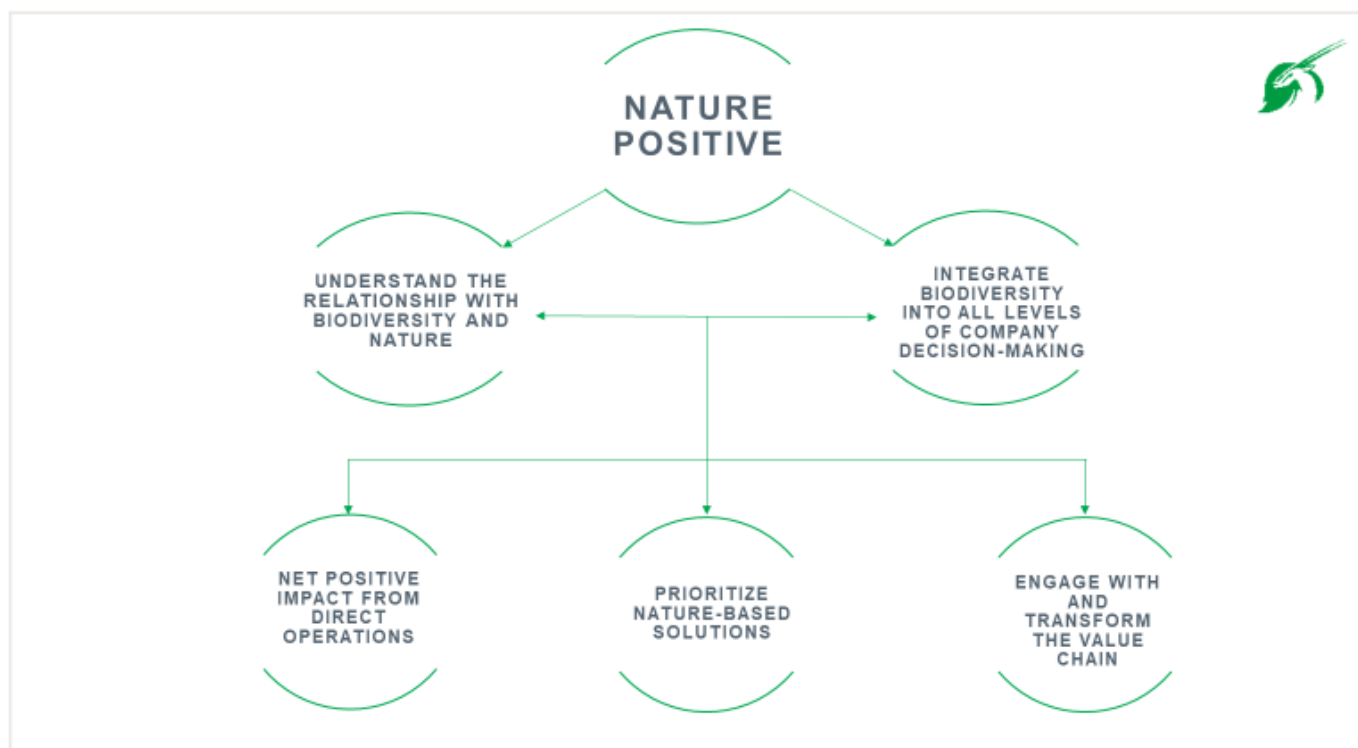 NATURE
POSITIVE
UNDERSTAND THE
RELATIONSHIP WITH
BIODIVERSITY AND
NATURE
INTEGRATE
BIODIVERSITY
INTO ALL LEVELS
OF COMPANY
DECISION-MAKING
NET POSITIVE
IMPACT FROM
DIRECT
OPERATIONS
PRIORITIZE
NATURE-BASED
SOLUTIONS
ENGAGE WITH
AND
TRANSFORM
THE VALUE
CHAIN